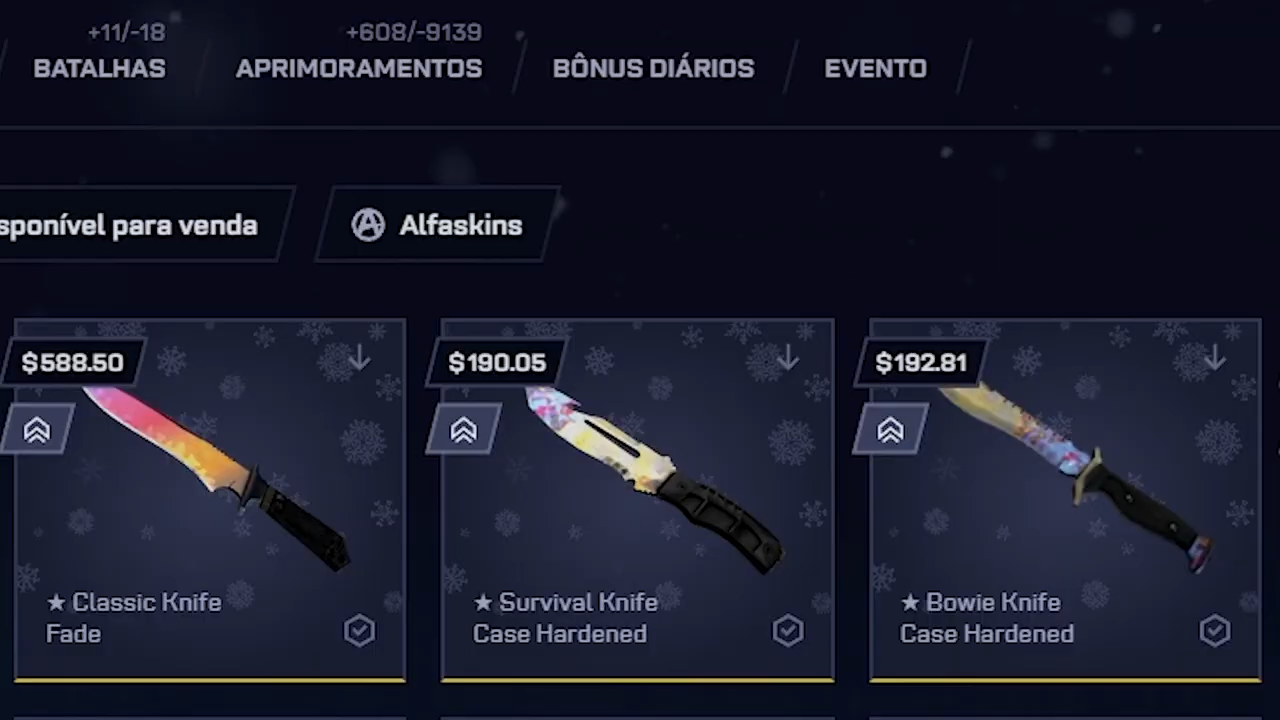 +11/-18
+608/-9139
BATALHAS
APRIMORAMENTOS
BÔNUS DIÁRIOS
EVENTO
sponível para venda
Alfaskins
$588.50
$190.05
$192.81
★ Classic Knife
Fade
★ Survival Knife
Case Hardened
★ Bowie Knife
Case Hardened